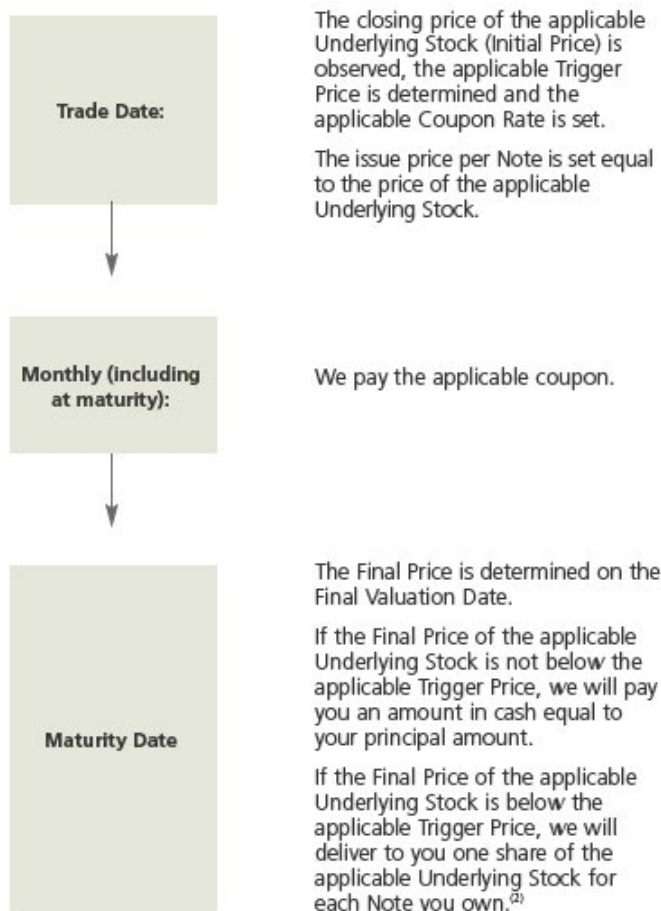 Trade Date:
The closing price of the applicable
Underlying Stock (Initial Price) is
observed, the applicable Trigger
Price is determined and the
applicable Coupon Rate is set.
The issue price per Note is set equal
to the price of the applicable
Underlying Stock.
Monthly (including
at maturity):
We pay the applicable coupon.
Maturity Date
The Final Price is determined on the
Final Valuation Date.
If the Final Price of the applicable
Underlying Stock is not below the
applicable Trigger Price, we will pay
you an amount in cash equal to
your principal amount.
If the Final Price of the applicable
Underlying Stock is below the
applicable Trigger Price, we will
deliver to you one share of the
applicable Underlying Stock for
each Note you own.(2)